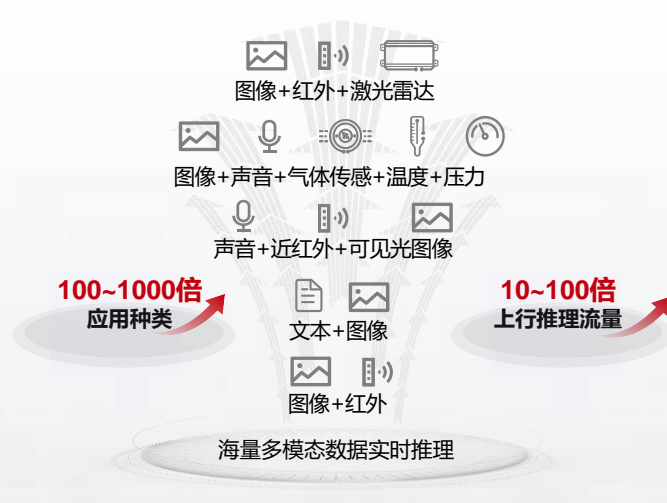 图像+红外+激光雷达
图像+声音+气体传感+温度+压力
声音+近红外+可见光图像
100~1000倍
应用种类
10~100倍
上行推理流量
文本+图像
图像+红外
海量多模态数据实时推理